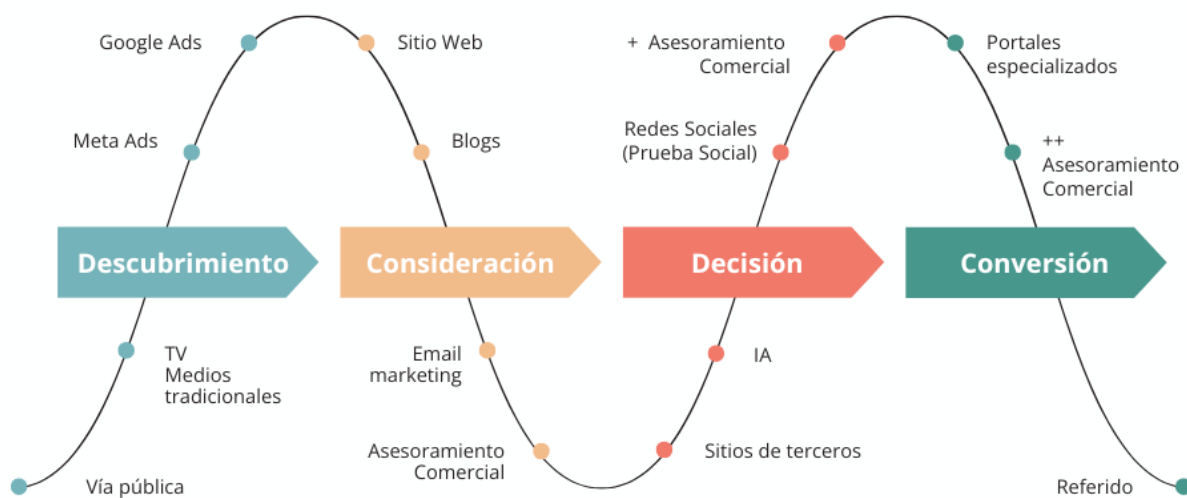 Google Ads
Sitio Web
+ Asesoramiento
Comercial
Portales
especializados
Meta Ads
Blogs
Redes Sociales
(Prueba Social)
++
Asesoramiento
Comercial
Descubrimiento
Consideración
Decisión
Conversión
TV
Medios
tradicionales
Email
marketing
IA
Asesoramiento
Comercial
Sitios de terceros
Vía pública
Referido